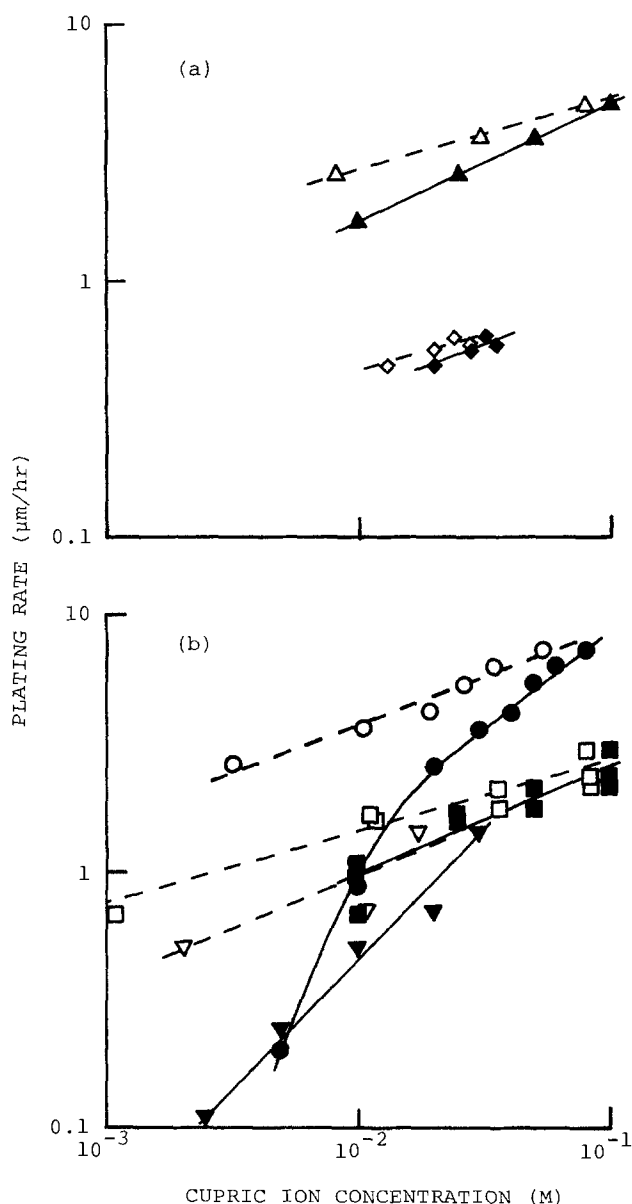 10
(a)
1
0.1
PLATING RATE (µm/hr)
10
(b)
1
0.1
10⁻³
10⁻²
10⁻¹
CUPRIC ION CONCENTRATION (M)